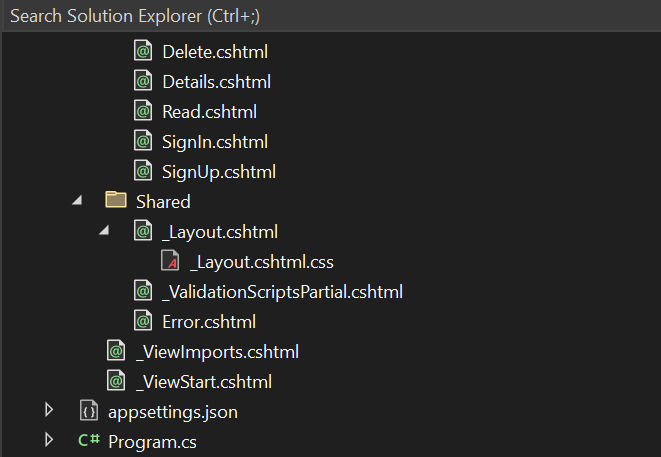 Search Solution Explorer (Ctrl+;)
Delete.cshtml
Details.cshtml
Read.cshtml
SignIn.cshtml
SignUp.cshtml
Shared
_Layout.cshtml
_Layout.cshtml.css
_ValidationScriptsPartial.cshtml
Error.cshtml
_ViewImports.cshtml
_ViewStart.cshtml
appsettings.json
C# Program.cs